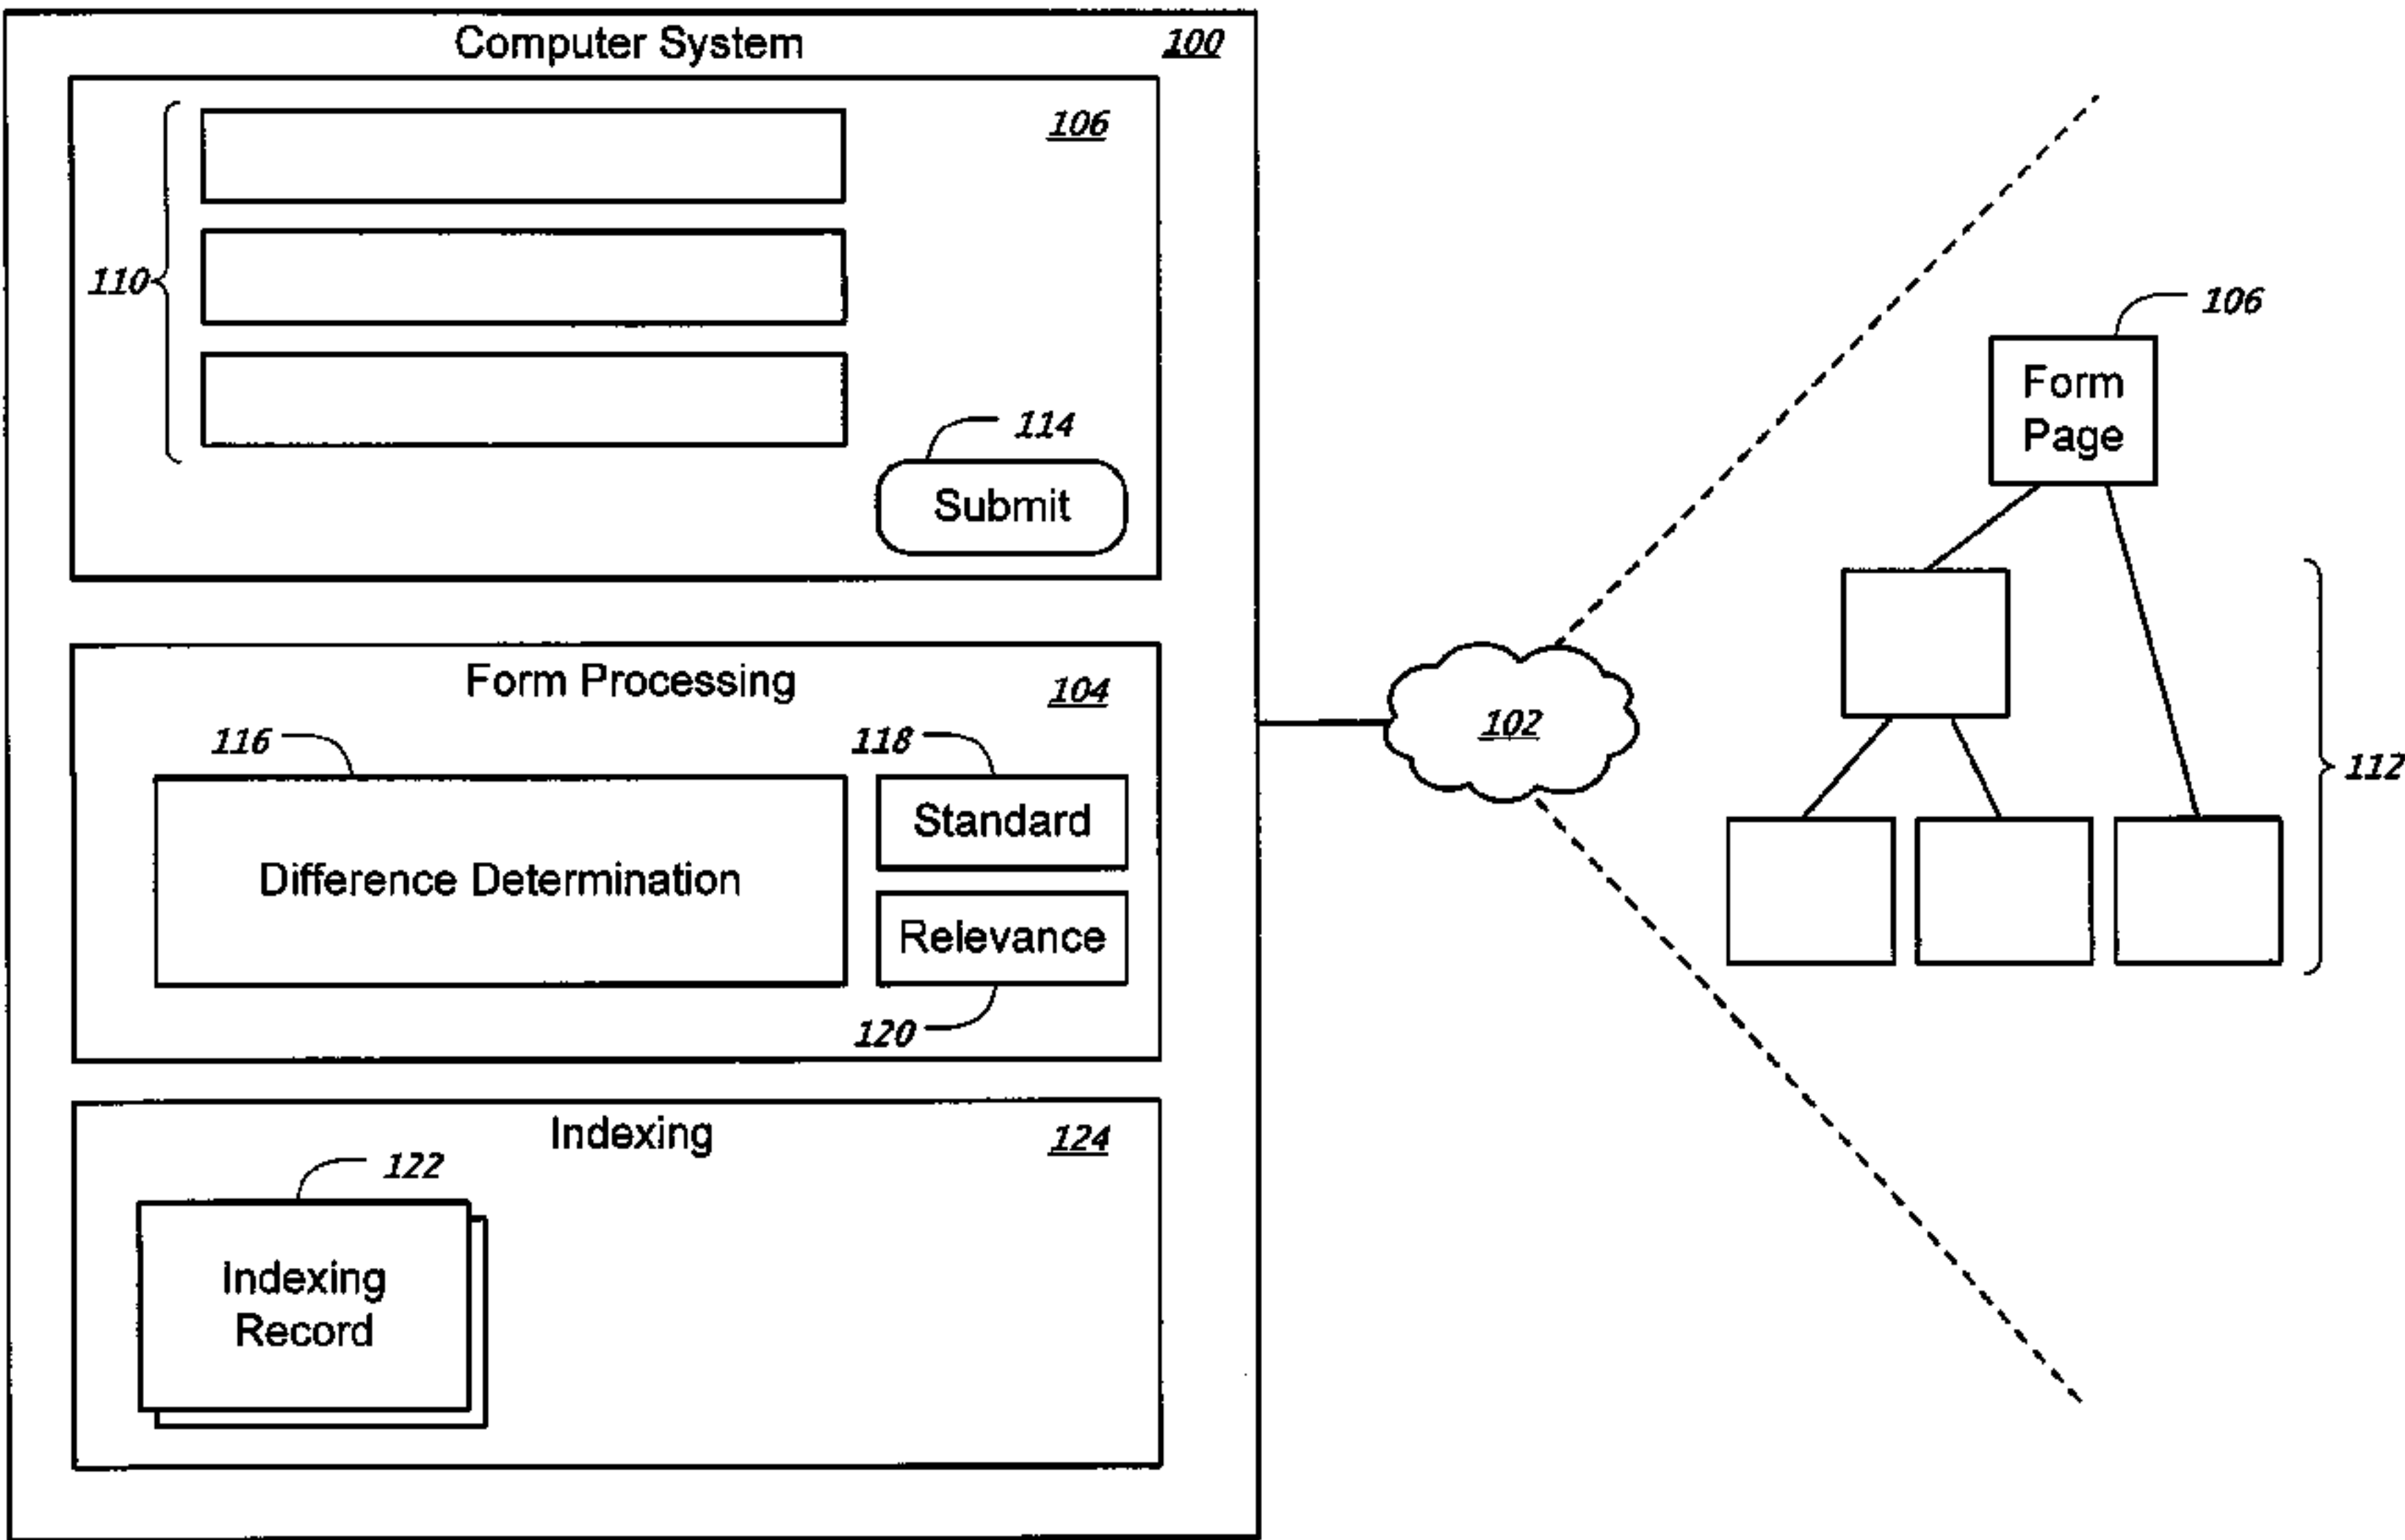 Computer System
100
106
110
114
Submit
Form Processing
104
116
118
Standard
Difference Determination
Relevance
120
Indexing
124
122
Indexing
Record
102
106
Form
Page
112